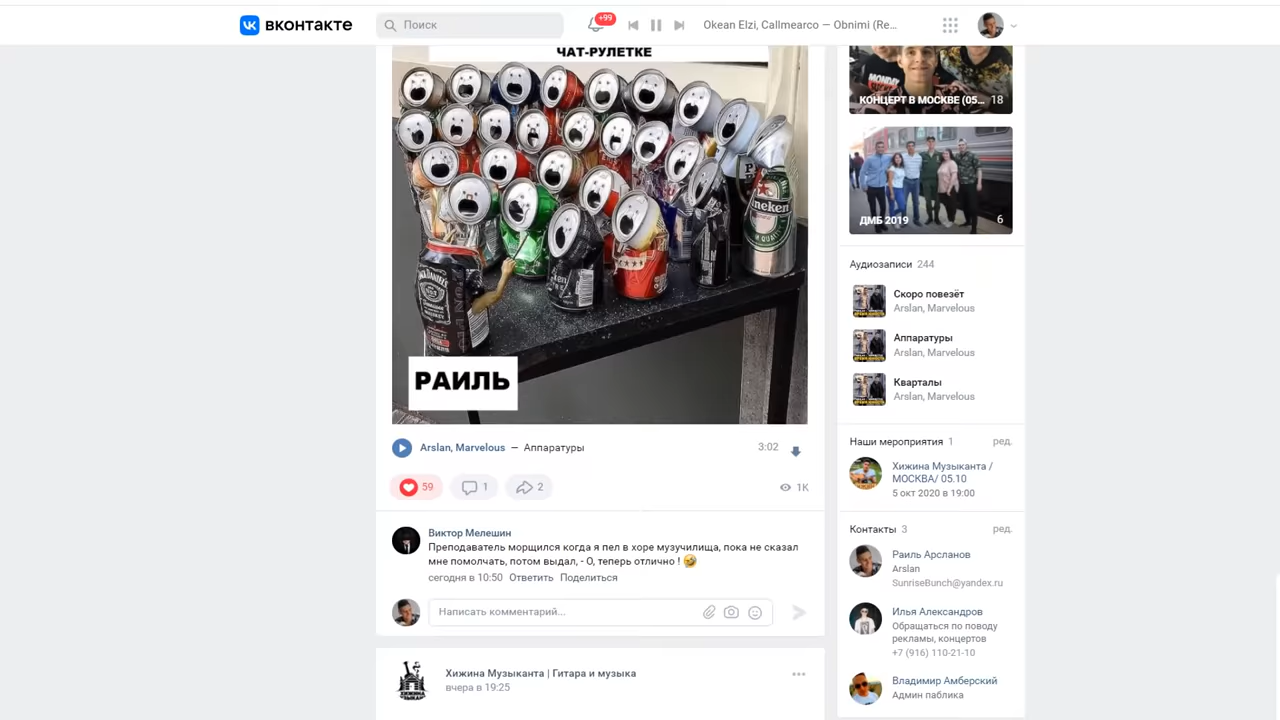 вконтакте
Поиск
+99
Okean Elzi, Callmearco — Obnimi (Re...
ЧАТ-РУЛЕТКЕ
JACK DANIEL'S
Heineken
РАИЛЬ
Arslan, Marvelous — Аппаратуры
3:02
59
1
2
1K
Виктор Мелешин
Преподаватель морщился когда я пел в хоре музучилища, пока не сказал
мне помолчать, потом выдал, - О, теперь отлично !
сегодня в 10:50 Ответить Поделиться
Написать комментарий...
Хижина Музыканта | Гитара и музыка
вчера в 19:25
КОНЦЕРТ В МОСКВЕ (05... 18
ДМБ 2019 6
Аудиозаписи 244
Скоро повезёт
Arslan, Marvelous
Аппаратуры
Arslan, Marvelous
Кварталы
Arslan, Marvelous
Наши мероприятия 1 ред.
Хижина Музыканта /
МОСКВА/ 05.10
5 окт 2020 в 19:00
Контакты 3 ред.
Раиль Арсланов
Arslan
SunriseBunch@yandex.ru
Илья Александров
Обращаться по поводу
рекламы, концертов
+7 (916) 110-21-10
Владимир Амберский
Админ паблика